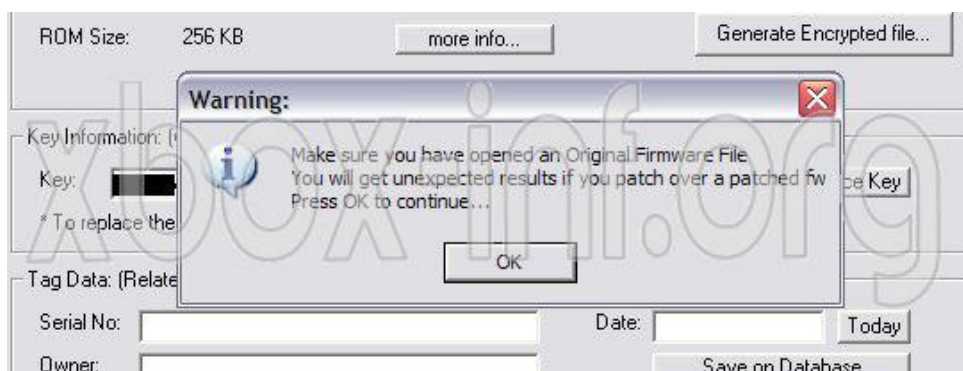 ROM Size: 256 KB more info... Generate Encrypted file...
Warning:
Key Information: (
Make sure you have opened an Original Firmware File
You will get unexpected results if you patch over a patched fw
Press OK to continue...
Key: ce Key
* To replace the
OK
Tag Data: (Relate
Serial No: Date: Today
Owner: Save on Database
xbox-inf.org